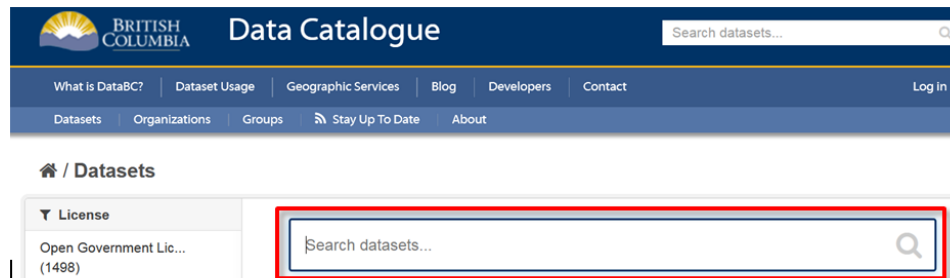 BRITISH
COLUMBIA
Data Catalogue
Search datasets...
What is DataBC? Dataset Usage Geographic Services Blog Developers Contact Log in
Datasets Organizations Groups Stay Up To Date About
/ Datasets
License
Open Government Lic...
(1498)
Search datasets...